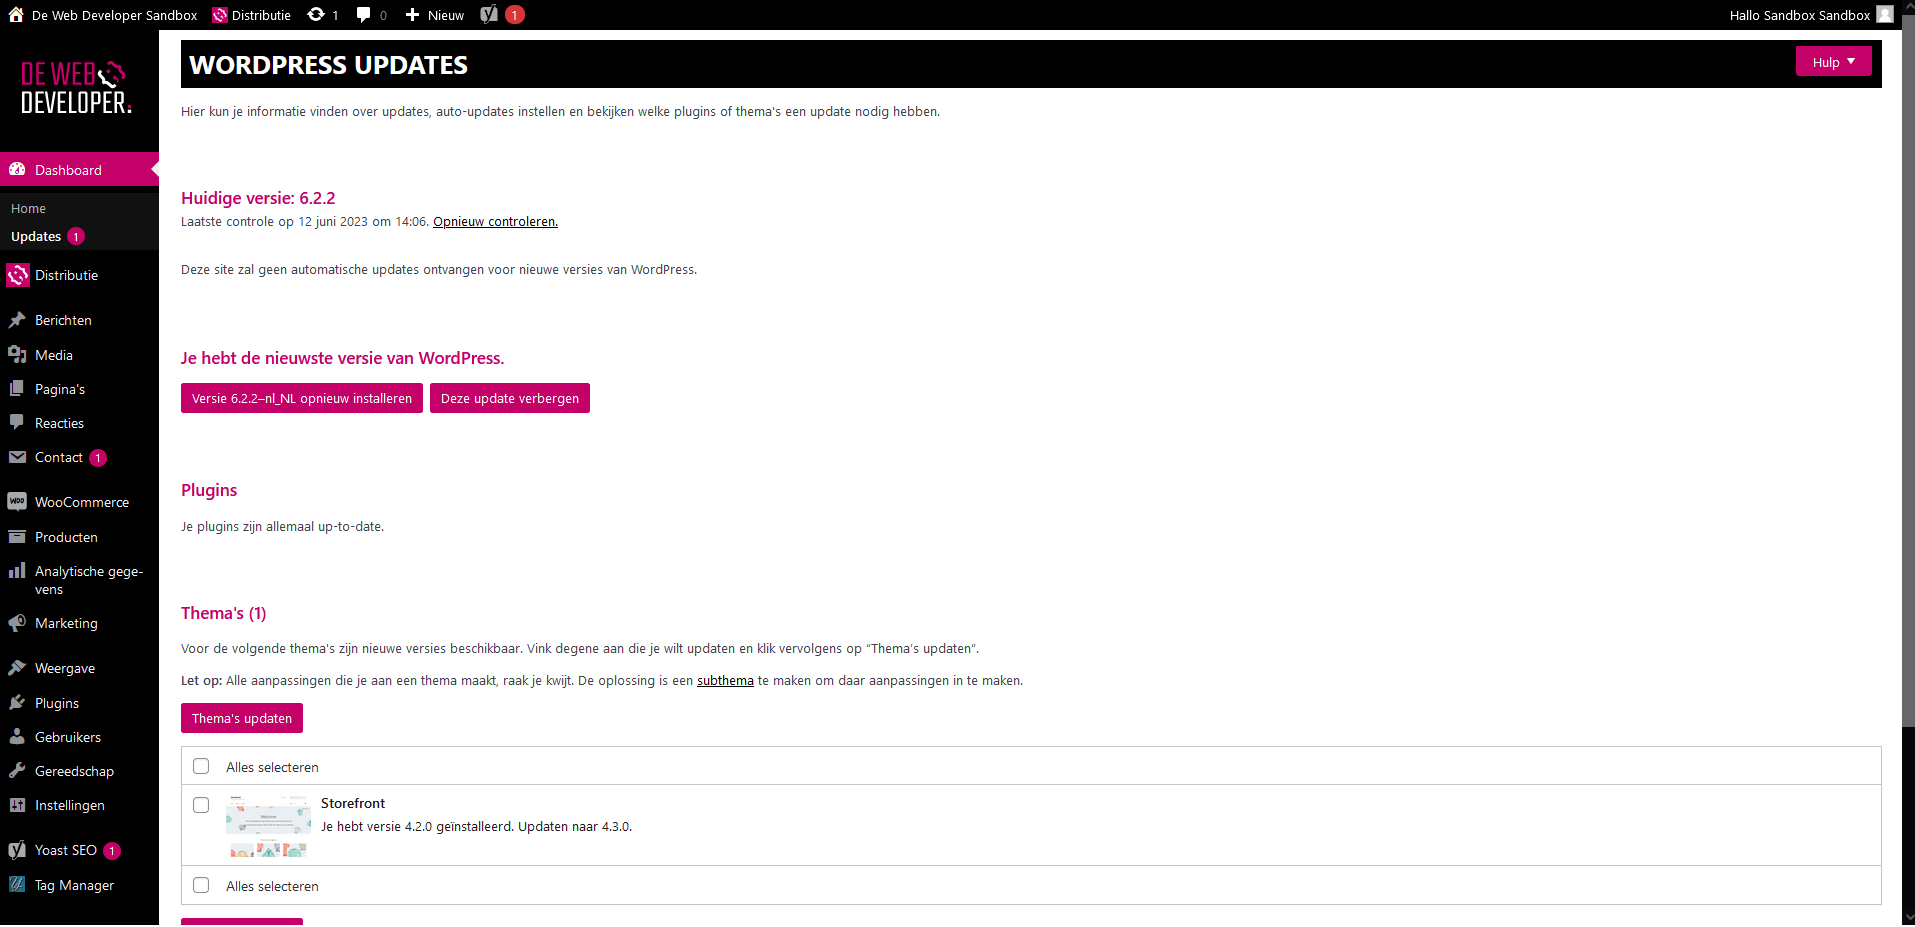 De Web Developer Sandbox Distributie 1 0 Nieuw 1 Hallo Sandbox Sandbox
DE WEB
DEVELOPER.
Dashboard
Home
Updates 1
Distributie
Berichten
Media
Pagina's
Reacties
Contact 1
WooCommerce
Producten
Analytische gege-
vens
Marketing
Weergave
Plugins
Gebruikers
Gereedschap
Instellingen
Yoast SEO 1
Tag Manager
WORDPRESS UPDATES
Hulp
Hier kun je informatie vinden over updates, auto-updates instellen en bekijken welke plugins of thema's een update nodig hebben.
Huidige versie: 6.2.2
Laatste controle op 12 juni 2023 om 14:06. Opnieuw controleren.
Deze site zal geen automatische updates ontvangen voor nieuwe versies van WordPress.
Je hebt de nieuwste versie van WordPress.
Versie 6.2.2–nl_NL opnieuw installeren Deze update verbergen
Plugins
Je plugins zijn allemaal up-to-date.
Thema's (1)
Voor de volgende thema's zijn nieuwe versies beschikbaar. Vink degene aan die je wilt updaten en klik vervolgens op “Thema's updaten”.
Let op: Alle aanpassingen die je aan een thema maakt, raak je kwijt. De oplossing is een subthema te maken om daar aanpassingen in te maken.
Thema's updaten
Alles selecteren
Welcome
Storefront
Je hebt versie 4.2.0 geïnstalleerd. Updaten naar 4.3.0.
Alles selecteren